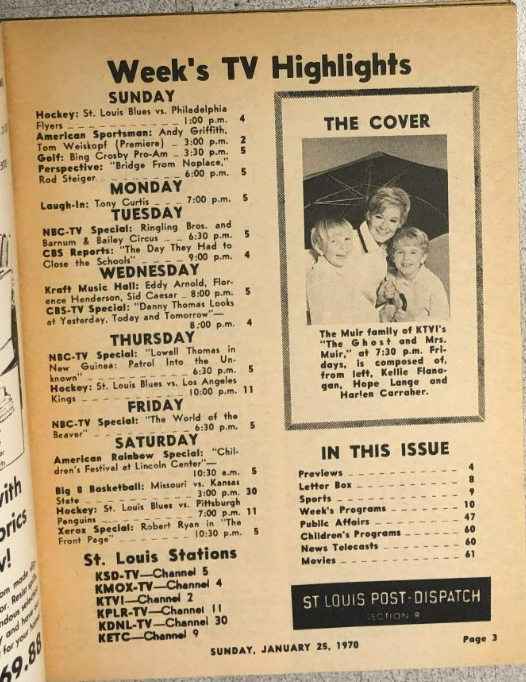 Week's TV Highlights
SUNDAY
Hockey: St. Louis Blues vs. Philadelphia
Flyers _ _ _ _ _ _ _ _ _ 1:00 p.m. 4
American Sportsman: Andy Griffith,
Tom Weiskopf (Premiere) _ 3:00 p.m. 2
Golf: Bing Crosby Pro-Am _ 3:30 p.m. 5
Perspective: "Bridge From Noplace,"
Rod Steiger _ _ _ _ _ _ _ 6:00 p.m. 5
MONDAY
Laugh-In: Tony Curtis _ _ _ 7:00 p.m. 5
TUESDAY
NBC-TV Special: Ringling Bros. and
Barnum & Bailey Circus _ _ 6:30 p.m. 5
CBS Reports: "The Day They Had to
Close the Schools" _ _ _ _ 9:00 p.m. 4
WEDNESDAY
Kraft Music Hall: Eddy Arnold, Flor-
ence Henderson, Sid Caesar _ 8:00 p.m. 5
CBS-TV Special: "Danny Thomas Looks
at Yesterday, Today and Tomorrow"—
8:00 p.m. 4
THURSDAY
NBC-TV Special: "Lowell Thomas in
New Guinea: Patrol Into the Un-
known" _ _ _ _ _ _ _ _ 6:30 p.m. 5
Hockey: St. Louis Blues vs. Los Angeles
Kings _ _ _ _ _ _ _ _ _ 10:00 p.m. 11
FRIDAY
NBC-TV Special: "The World of the
Beaver" _ _ _ _ _ _ _ _ 6:30 p.m. 5
SATURDAY
American Rainbow Special: "Chil-
dren's Festival at Lincoln Center"—
10:30 a.m. 5
Big 8 Basketball: Missouri vs. Kansas
State _ _ _ _ _ _ _ _ _ 3:00 p.m. 30
Hockey: St. Louis Blues vs. Pittsburgh
Penguins _ _ _ _ _ _ _ _ 7:00 p.m. 11
Xerox Special: Robert Ryan in "The
Front Page" _ _ _ _ _ _ 10:30 p.m. 5
St. Louis Stations
KSD-TV—Channel 5
KMOX-TV—Channel 4
KTVI—Channel 2
KPLR-TV—Channel 11
KDNL-TV—Channel 30
KETC—Channel 9
THE COVER
The Muir family of KTVI's
"The Ghost and Mrs.
Muir," at 7:30 p.m. Fri-
days, is composed of,
from left, Kellie Flana-
gan, Hope Lange and
Harlen Carraher.
IN THIS ISSUE
Previews _ _ _ _ _ _ _ _ _ 4
Letter Box _ _ _ _ _ _ _ _ 8
Sports _ _ _ _ _ _ _ _ _ _ 9
Week's Programs _ _ _ _ _ 10
Public Affairs _ _ _ _ _ _ 47
Children's Programs _ _ _ _ 60
News Telecasts _ _ _ _ _ _ 60
Movies _ _ _ _ _ _ _ _ _ _ 61
ST LOUIS POST-DISPATCH
SECTION R
SUNDAY, JANUARY 25, 1970
Page 3
with
69.88